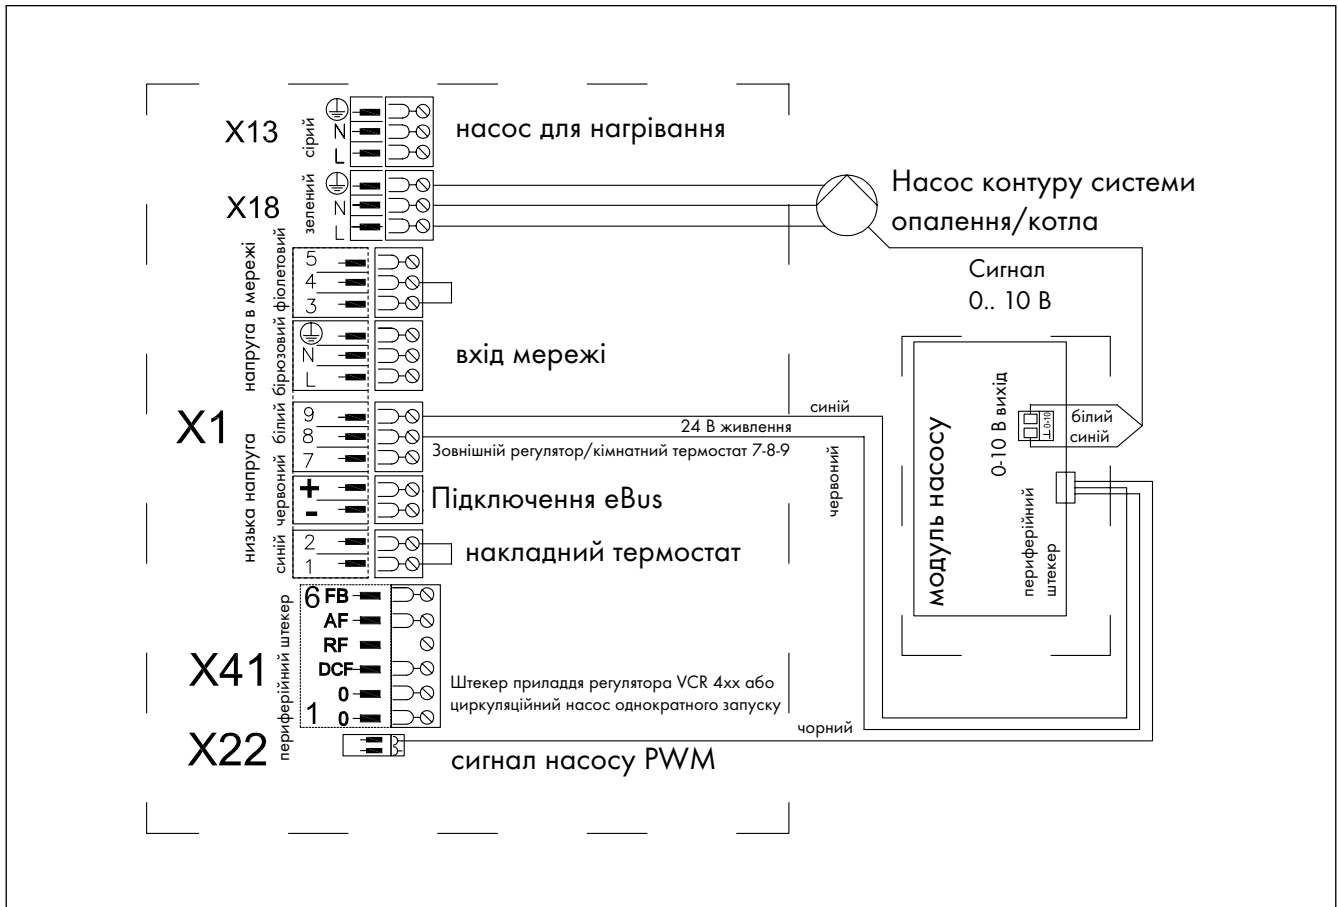 X13
сірий
N
L
насос для нагрівання
X18
зелений
N
L
Насос контуру системи
опалення/котла
Сигнал
0.. 10 В
X1
напруга в мережі
фіолетовий
5
4
3
бірюзовий
N
L
вхід мережі
низька напруга
білий
9
8
7
синій
24 В живлення
Зовнішній регулятор/кімнатний термостат 7-8-9
червоний
червоний
+
-
Підключення eBus
синій
2
1
накладний термостат
модуль насосу
0-10 В вихід
0-10
білий
синій
периферійний
штекер
X41
периферійний штекер
6 FB
AF
RF
DCF
0
1 0
Штекер приладдя регулятора VCR 4xx або
циркуляційний насос однократного запуску
чорний
X22
сигнал насосу PWM